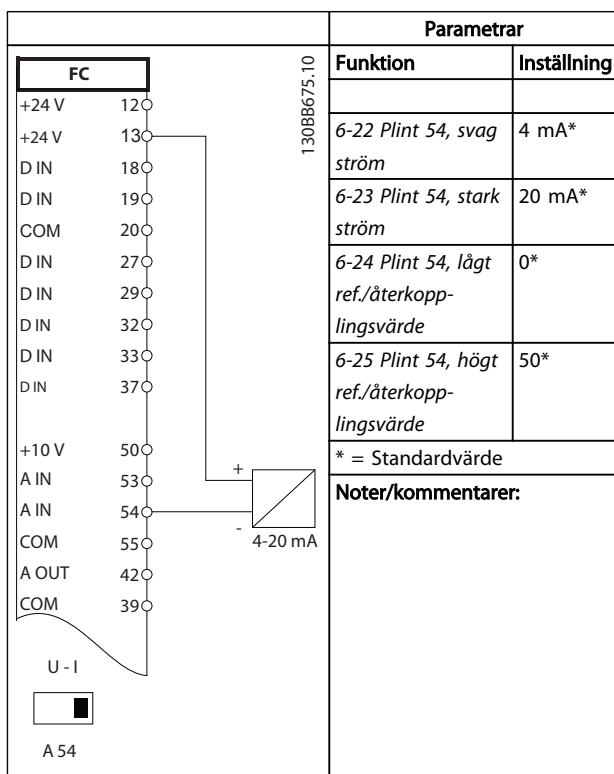 FC
+24 V 12
+24 V 13
D IN 18
D IN 19
COM 20
D IN 27
D IN 29
D IN 32
D IN 33
D IN 37
+10 V 50
A IN 53
A IN 54
COM 55
A OUT 42
COM 39
U - I
A 54
+
-
4-20 mA
130BB675.10
Parametrar
Funktion Inställning
6-22 Plint 54, svag 4 mA*
ström
6-23 Plint 54, stark 20 mA*
ström
6-24 Plint 54, lågt 0*
ref./återkopp-
lingsvärde
6-25 Plint 54, högt 50*
ref./återkopp-
lingsvärde
* = Standardvärde
Noter/kommentarer: